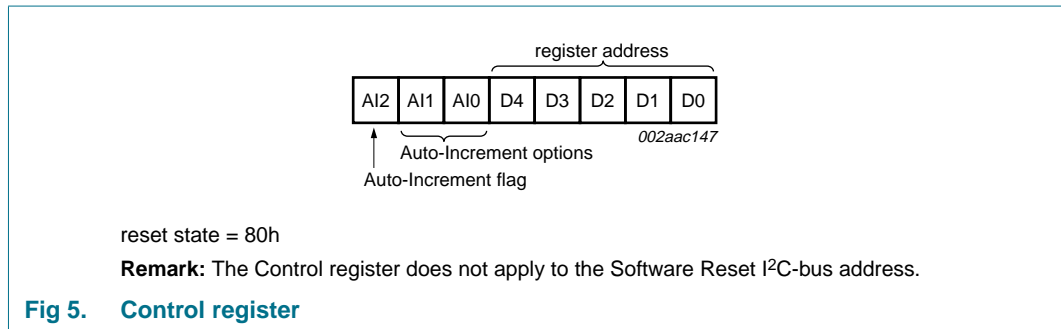 register address
AI2 AI1 AI0 D4 D3 D2 D1 D0
002aac147
Auto-Increment options
Auto-Increment flag
reset state = 80h
Remark: The Control register does not apply to the Software Reset I²C-bus address.
Fig 5. Control register